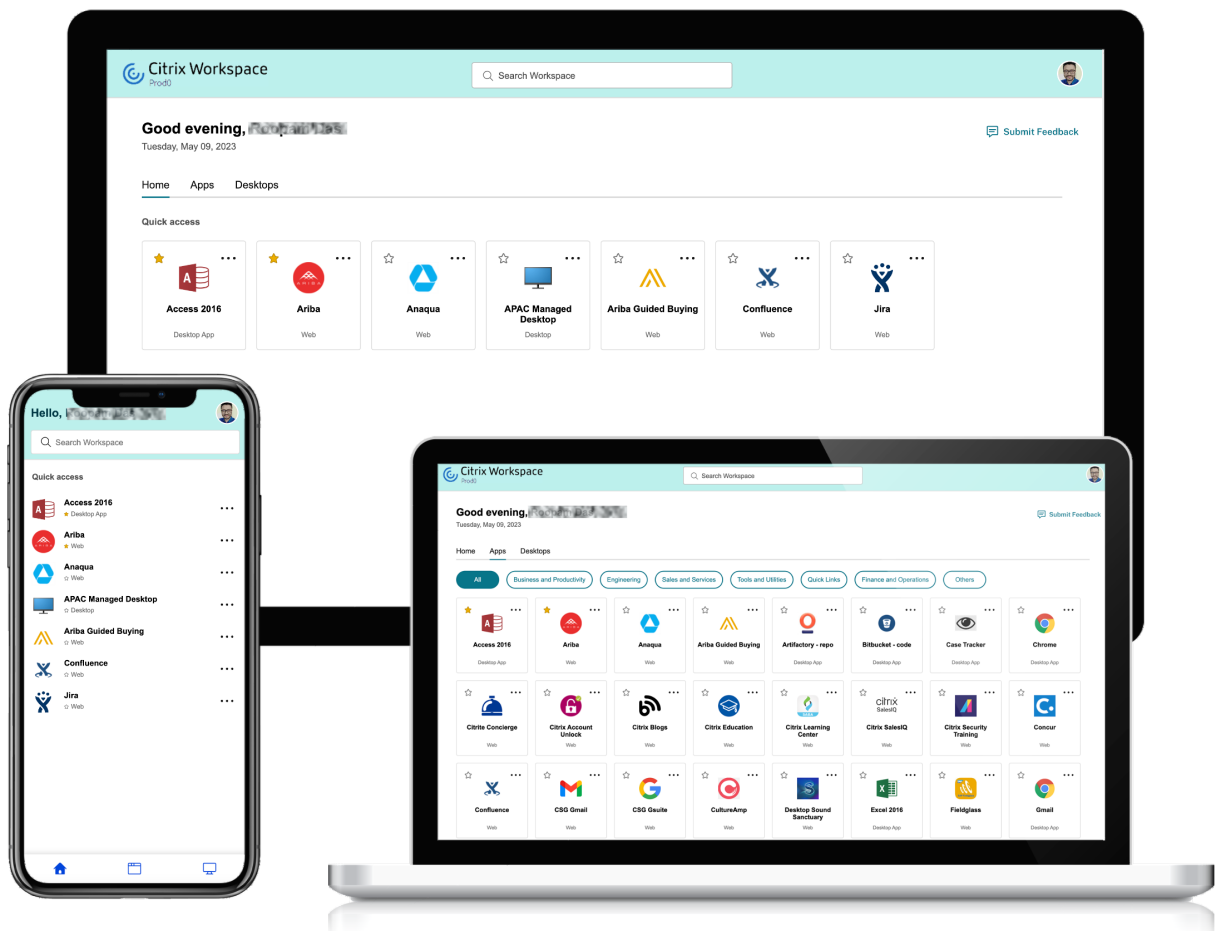 Citrix Workspace
Prod0
Search Workspace
Good evening,
Tuesday, May 09, 2023
Submit Feedback
Home Apps Desktops
Quick access
Access 2016
Desktop App
Ariba
Web
Anaqua
Web
APAC Managed
Desktop
Desktop
Ariba Guided Buying
Web
Confluence
Web
Jira
Web
Hello,
Search Workspace
Quick access
Access 2016
Desktop App
Ariba
Web
Anaqua
Web
APAC Managed Desktop
Desktop
Ariba Guided Buying
Web
Confluence
Web
Jira
Web
Citrix Workspace
Prod0
Search Workspace
Good evening,
Tuesday, May 09, 2023
Submit Feedback
Home Apps Desktops
All Business and Productivity Engineering Sales and Services Tools and Utilities Quick Links Finance and Operations Others
Access 2016
Desktop App
Ariba
Web
Anaqua
Web
Ariba Guided Buying
Web
Artifactory - repo
Desktop App
Bitbucket - code
Desktop App
Case Tracker
Desktop App
Chrome
Desktop App
Citrite Concierge
Web
Citrix Account
Unlock
Web
Citrix Blogs
Web
Citrix Education
Web
Citrix Learning
Center
Web
citrix
SalesIQ
Citrix SalesIQ
Web
Citrix Security
Training
Web
Concur
Web
Confluence
Web
CSG Gmail
Web
CSG Gsuite
Web
CultureAmp
Web
Desktop Sound
Sanctuary
Web
Excel 2016
Desktop App
Fieldglass
Web
Gmail
Desktop App